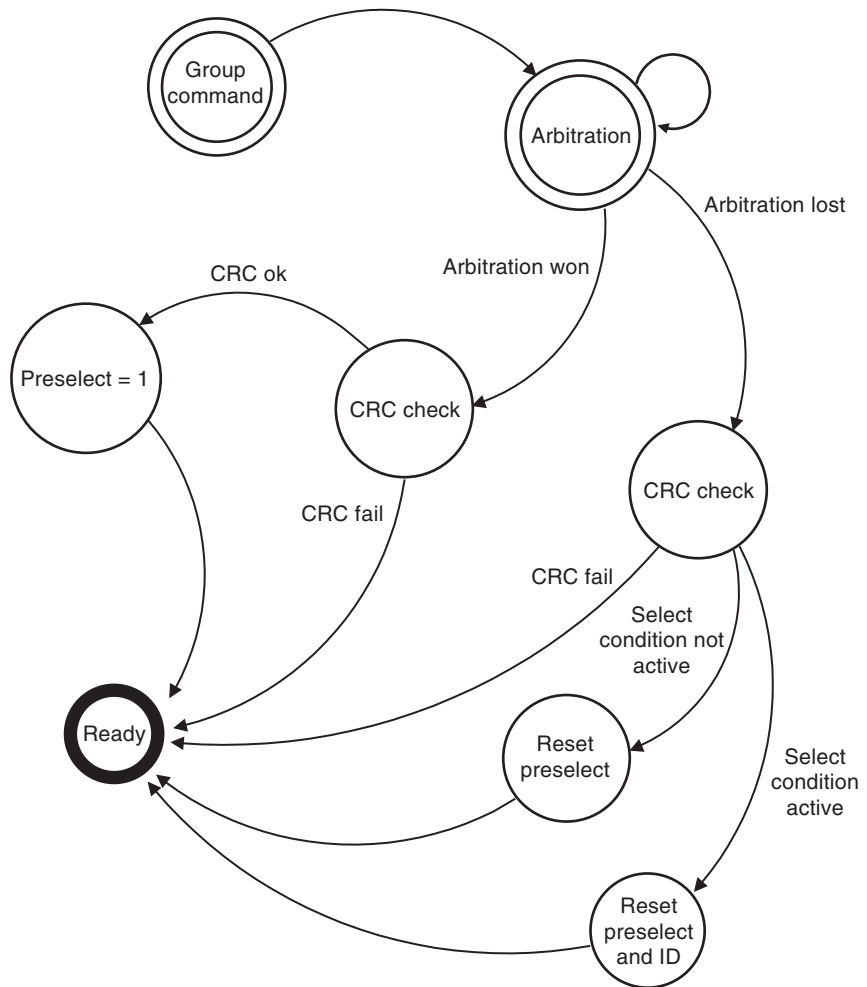 Group
command
Arbitration
Arbitration lost
Arbitration won
CRC ok
Preselect = 1
CRC check
CRC check
CRC fail
CRC fail
Select
condition not
active
Ready
Reset
preselect
Select
condition
active
Reset
preselect
and ID